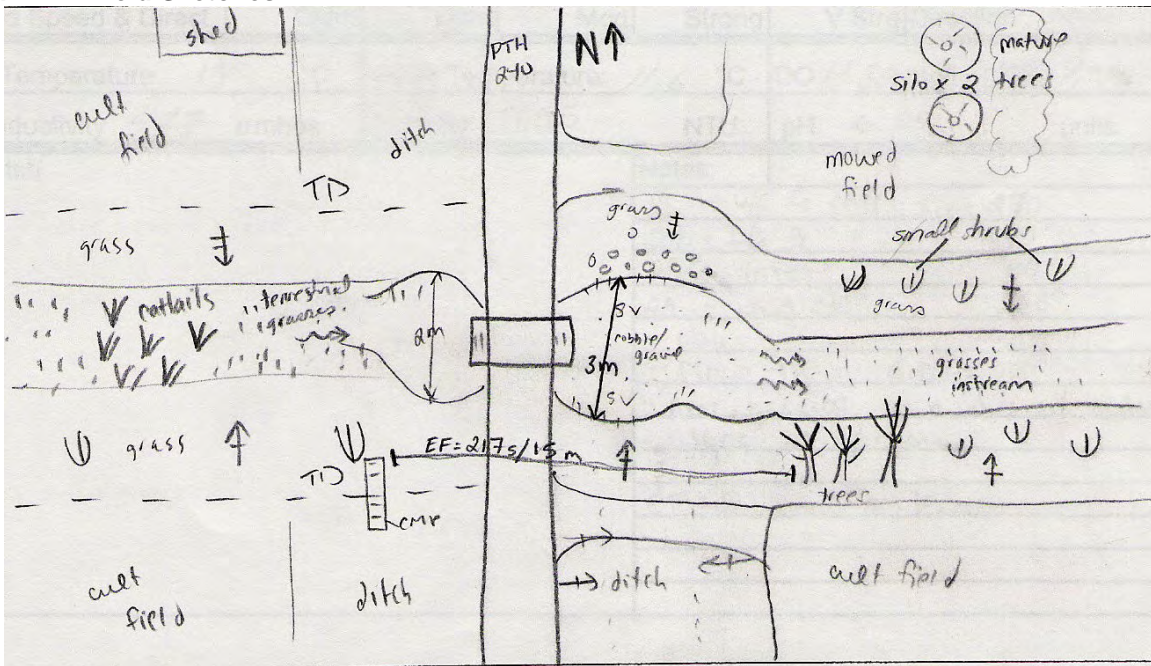 shed
PTH
240
N↑
silo x 2
mature
trees
cult
field
ditch
mowed
field
TD
grass
grass
small shrubs
cattails
terrestrial
grasses
2m
SV
cobble/
gravel
3m
SV
grass
grasses
instream
grass
EF=217s/15m
TD
CMP
trees
cult
field
ditch
ditch
cult field